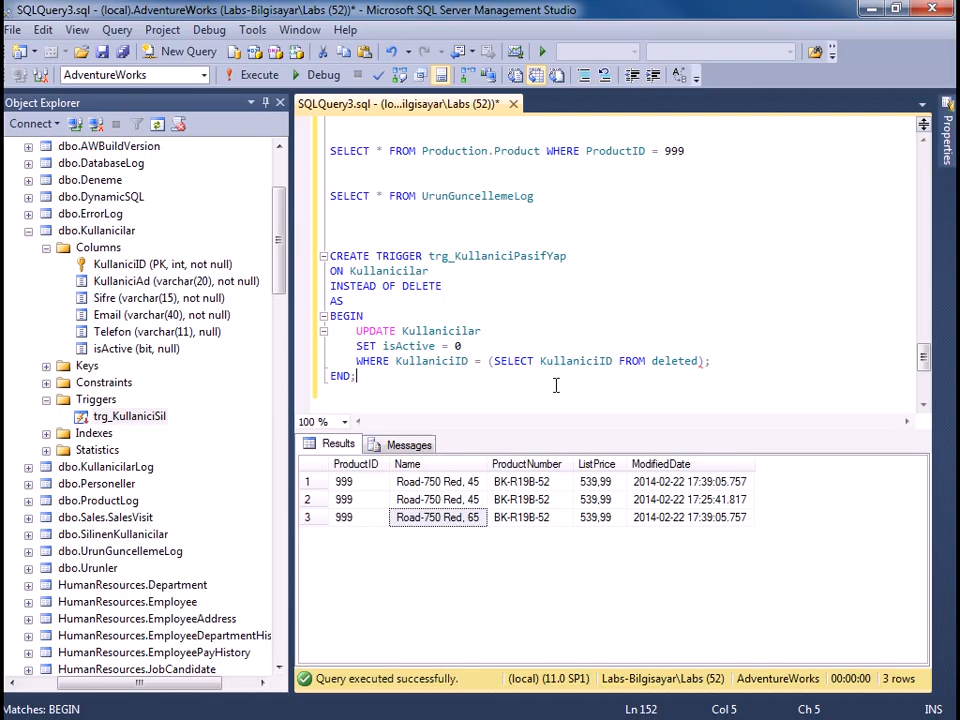 SQLQuery3.sql - (local).AdventureWorks (Labs-Bilgisayar\Labs (52))* - Microsoft SQL Server Management Studio
File Edit View Query Project Debug Tools Window Help
New Query
AdventureWorks Execute Debug
Object Explorer
SQLQuery3.sql - (lo...ilgisayar\Labs (52))*
Properties
Connect
dbo.AWBuildVersion
dbo.DatabaseLog
dbo.Deneme
dbo.DynamicSQL
dbo.ErrorLog
dbo.Kullanicilar
Columns
KullaniciID (PK, int, not null)
KullaniciAd (varchar(20), not null)
Sifre (varchar(15), not null)
Email (varchar(40), not null)
Telefon (varchar(11), null)
isActive (bit, not null)
Keys
Constraints
Triggers
trg_KullaniciSil
Indexes
Statistics
dbo.KullanicilarLog
dbo.Personeller
dbo.ProductLog
dbo.Sales.SalesVisit
dbo.SilinenKullanicilar
dbo.UrunGuncellemeLog
dbo.Urunler
HumanResources.Department
HumanResources.Employee
HumanResources.EmployeeAddress
HumanResources.EmployeeDepartmentHis
HumanResources.EmployeePayHistory
HumanResources.JobCandidate
SELECT * FROM Production.Product WHERE ProductID = 999
SELECT * FROM UrunGuncellemeLog
CREATE TRIGGER trg_KullaniciPasifYap
ON Kullanicilar
INSTEAD OF DELETE
AS
BEGIN
UPDATE Kullanicilar
SET isActive = 0
WHERE KullaniciID = (SELECT KullaniciID FROM deleted);
END;
100 %
Results Messages
ProductID Name ProductNumber ListPrice ModifiedDate
1 999 Road-750 Red, 45 BK-R19B-52 539,99 2014-02-22 17:39:05.757
2 999 Road-750 Red, 45 BK-R19B-52 539,99 2014-02-22 17:25:41.817
3 999 Road-750 Red, 65 BK-R19B-52 539,99 2014-02-22 17:39:05.757
Query executed successfully. (local) (11.0 SP1) Labs-Bilgisayar\Labs (52) AdventureWorks 00:00:00 3 rows
Matches: BEGIN Ln 152 Col 5 Ch 5 INS